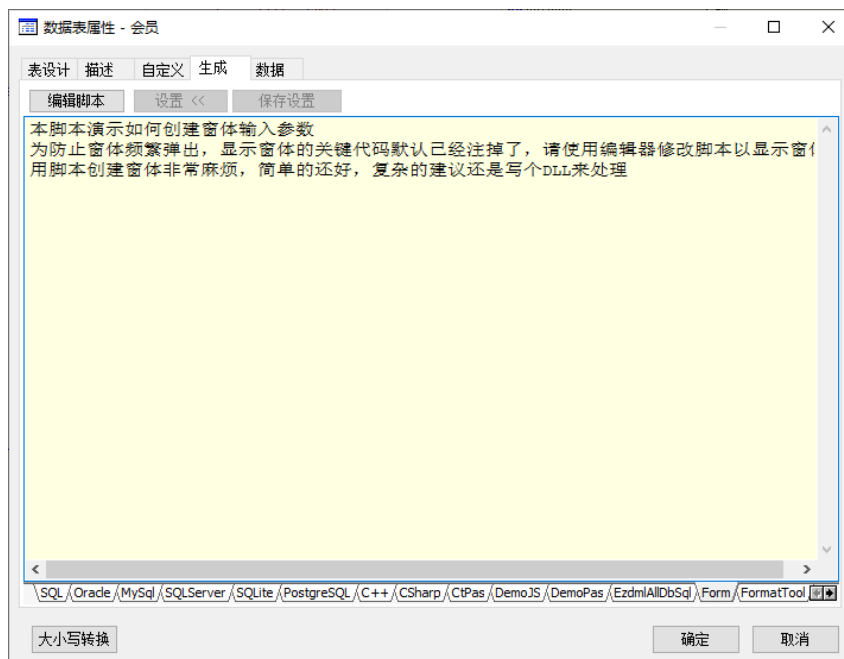 数据表属性 - 会员
表设计 描述 自定义 生成 数据
编辑脚本 设置 << 保存设置
本脚本演示如何创建窗体输入参数
为防止窗体频繁弹出，显示窗体的关键代码默认已经注掉了，请使用编辑器修改脚本以显示窗
用脚本创建窗体非常麻烦，简单的还好，复杂的建议还是写个DLL来处理
SQL Oracle MySql SQLServer SQLite PostgreSQL C++ CSharp CtPas DemoJS DemoPas EzdmlAllDbSql Form FormatTool
大小写转换 确定 取消